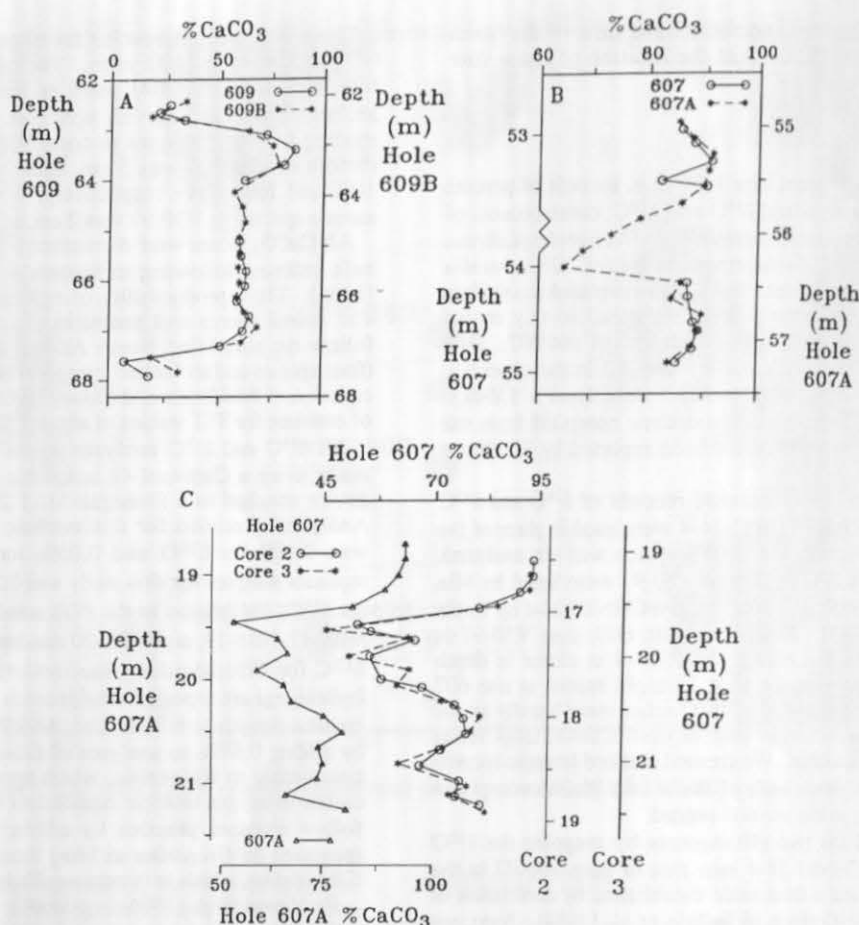 %CaCO3
0 50 100
A
609
609B
62
64
66
68
62
64
66
68
Depth
(m)
Hole
609
Depth
(m)
Hole
609B
%CaCO3
60 80 100
B
607
607A
53
54
55
55
56
57
Depth
(m)
Hole
607
Depth
(m)
Hole
607A
Hole 607 %CaCO3
C
45 70 95
Hole 607
Core 2
Core 3
19
20
21
17
18
19
19
20
21
Depth
(m)
Hole
607A
Depth
(m)
Hole
607
607A
Core Core
2 3
50 75 100
Hole 607A %CaCO3